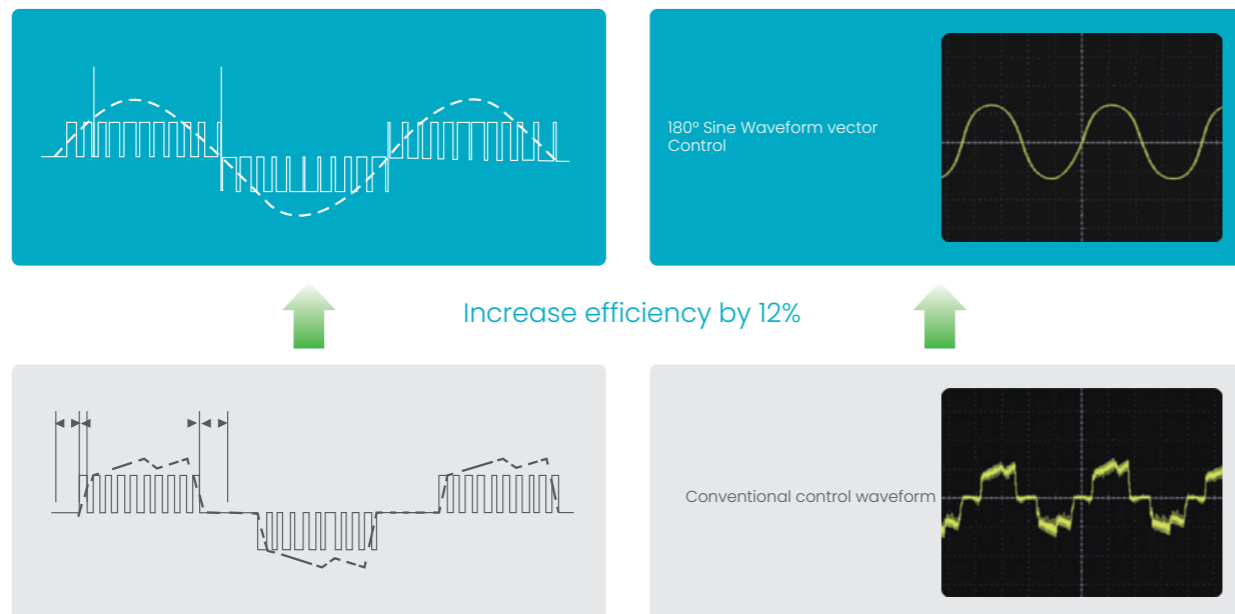 180° Sine Waveform vector
Control
Increase efficiency by 12%
Conventional control waveform